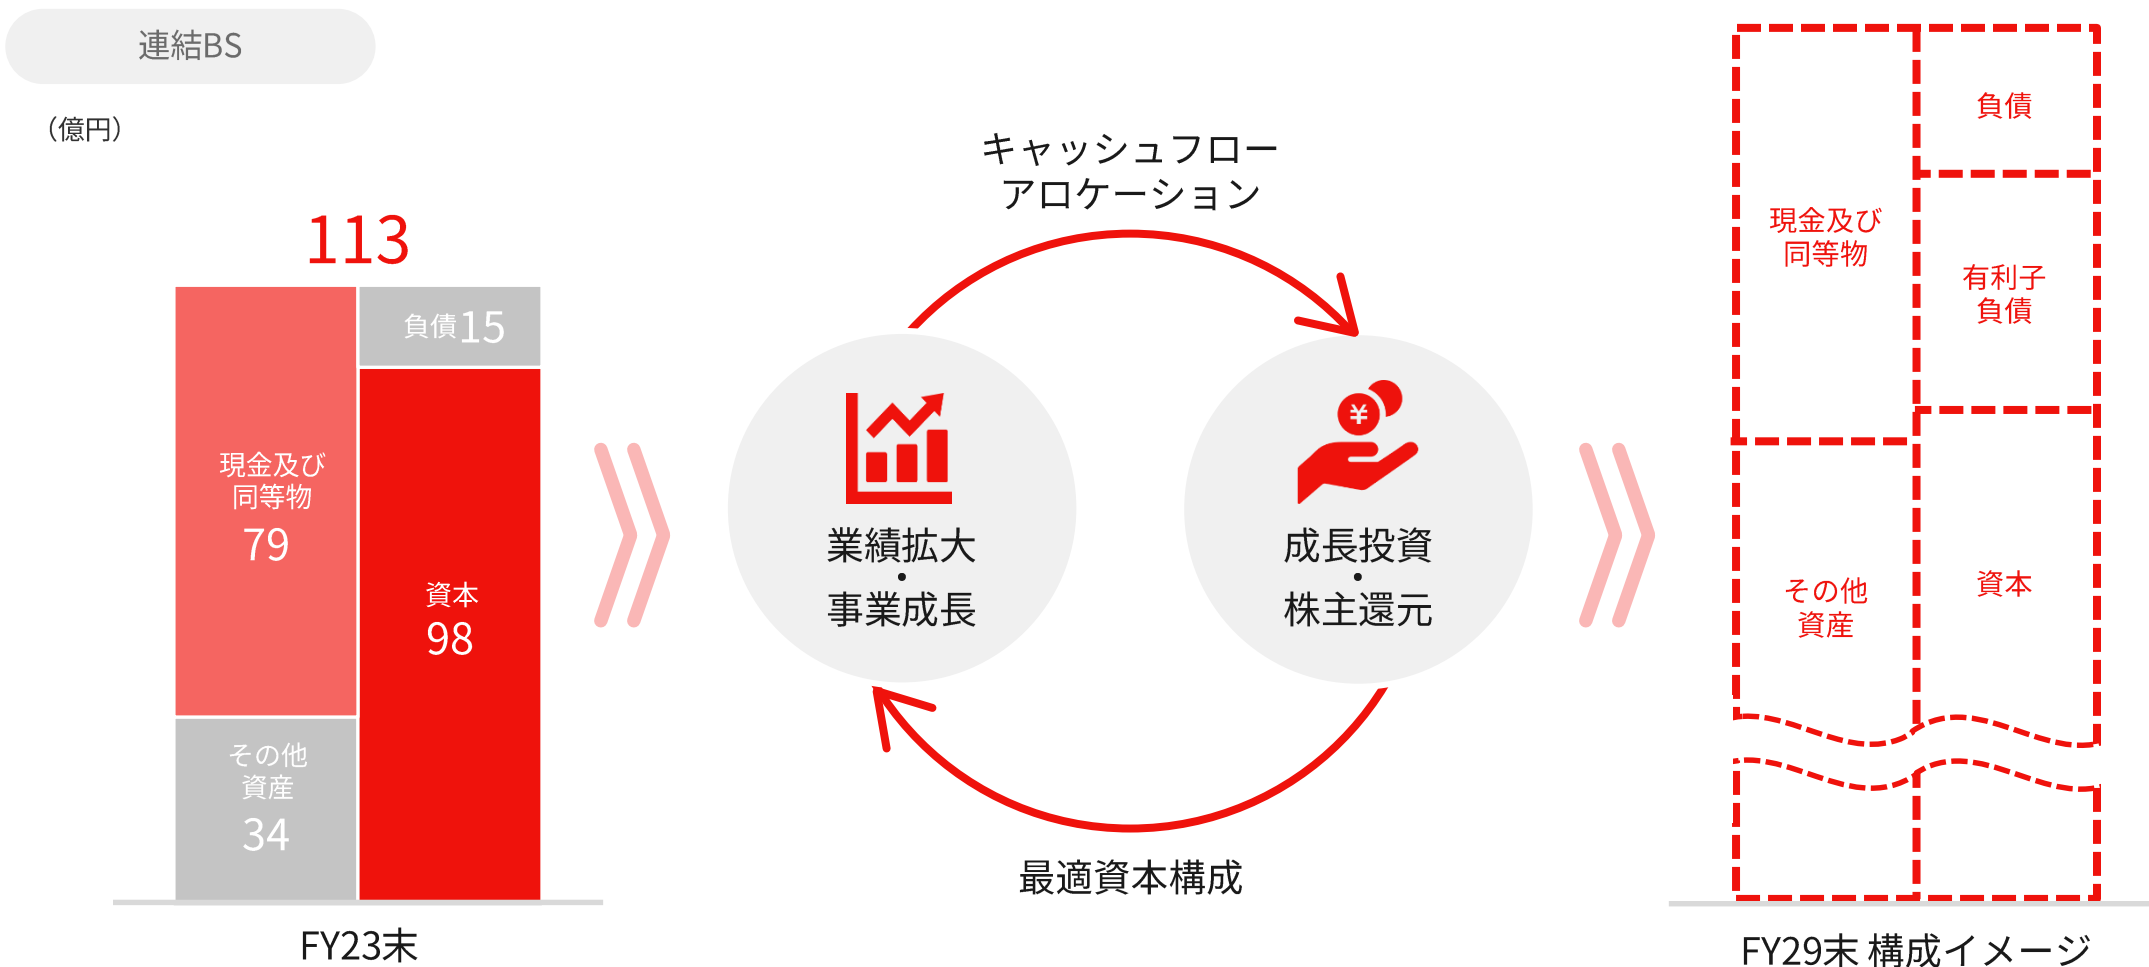 連結BS
（億円）
113
現金及び
同等物
79
その他
資産
34
負債15
資本
98
FY23末
キャッシュフロー
アロケーション
業績拡大
・
事業成長
¥
成長投資
・
株主還元
最適資本構成
現金及び
同等物
その他
資産
負債
有利子
負債
資本
FY29末 構成イメージ